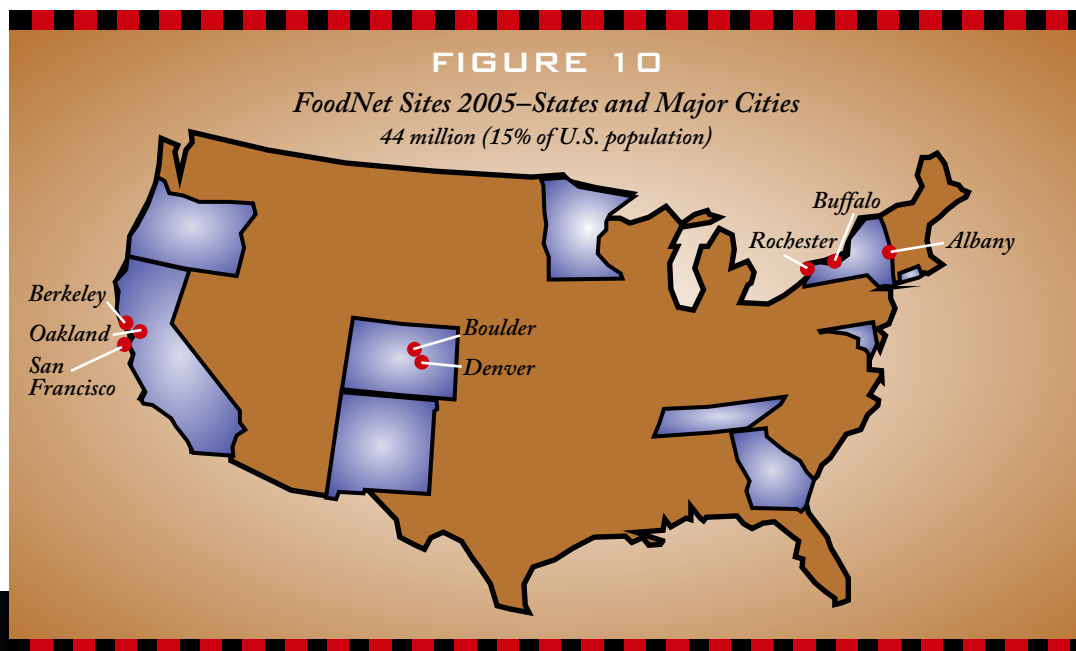 FIGURE 10
FoodNet Sites 2005–States and Major Cities
44 million (15% of U.S. population)
Buffalo
Rochester
Albany
Berkeley
Oakland
San
Francisco
Boulder
Denver